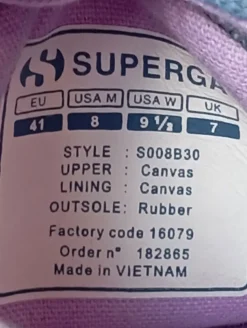 SUPERGA
EU USA M USA W UK
41 8 9 ½ 7
STYLE : S008B30
UPPER : Canvas
LINING : Canvas
OUTSOLE: Rubber
Factory code 16079
Order n° 182865
Made in VIETNAM